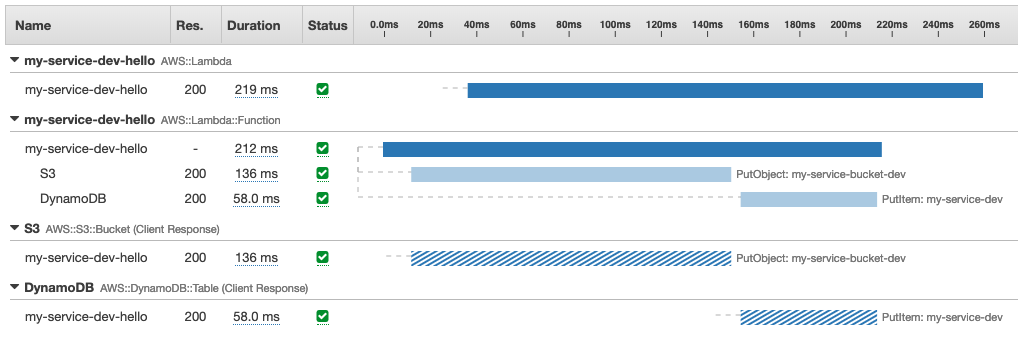 Name Res. Duration Status 0.0ms 20ms 40ms 60ms 80ms 100ms 120ms 140ms 160ms 180ms 200ms 220ms 240ms 260ms
my-service-dev-hello AWS::Lambda
my-service-dev-hello 200 219 ms
my-service-dev-hello AWS::Lambda::Function
my-service-dev-hello - 212 ms
S3 200 136 ms PutObject: my-service-bucket-dev
DynamoDB 200 58.0 ms PutItem: my-service-dev
S3 AWS::S3::Bucket (Client Response)
my-service-dev-hello 200 136 ms PutObject: my-service-bucket-dev
DynamoDB AWS::DynamoDB::Table (Client Response)
my-service-dev-hello 200 58.0 ms PutItem: my-service-dev